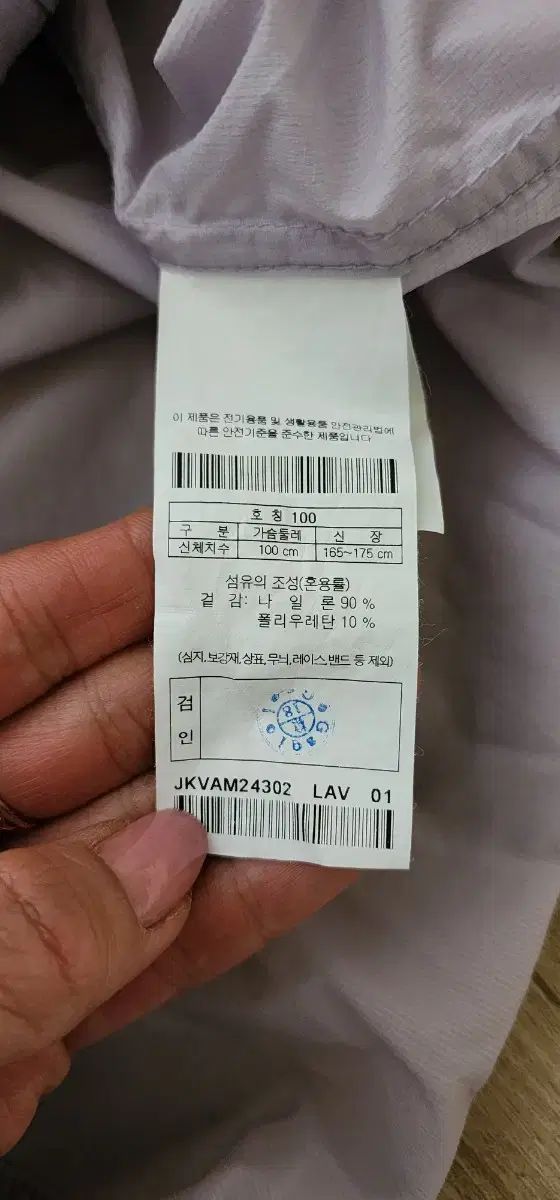 이 제품은 전기용품 및 생활용품 안전관리법에
따른 안전기준을 준수한 제품입니다
호 칭 100
구 분 가슴둘레 신 장
신체치수 100 cm 165~175 cm
섬유의 조성(혼용률)
겉 감: 나 일 론 90 %
폴리우레탄 10 %
(심지,보강재,상표,무늬,레이스,밴드 등 제외)
검
인
JKVAM24302 LAV 01